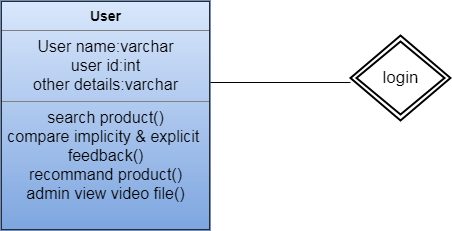 User
User name:varchar
user id:int
other details:varchar
search product()
compare implicity & explicit
feedback()
recommand product()
admin view video file()
login